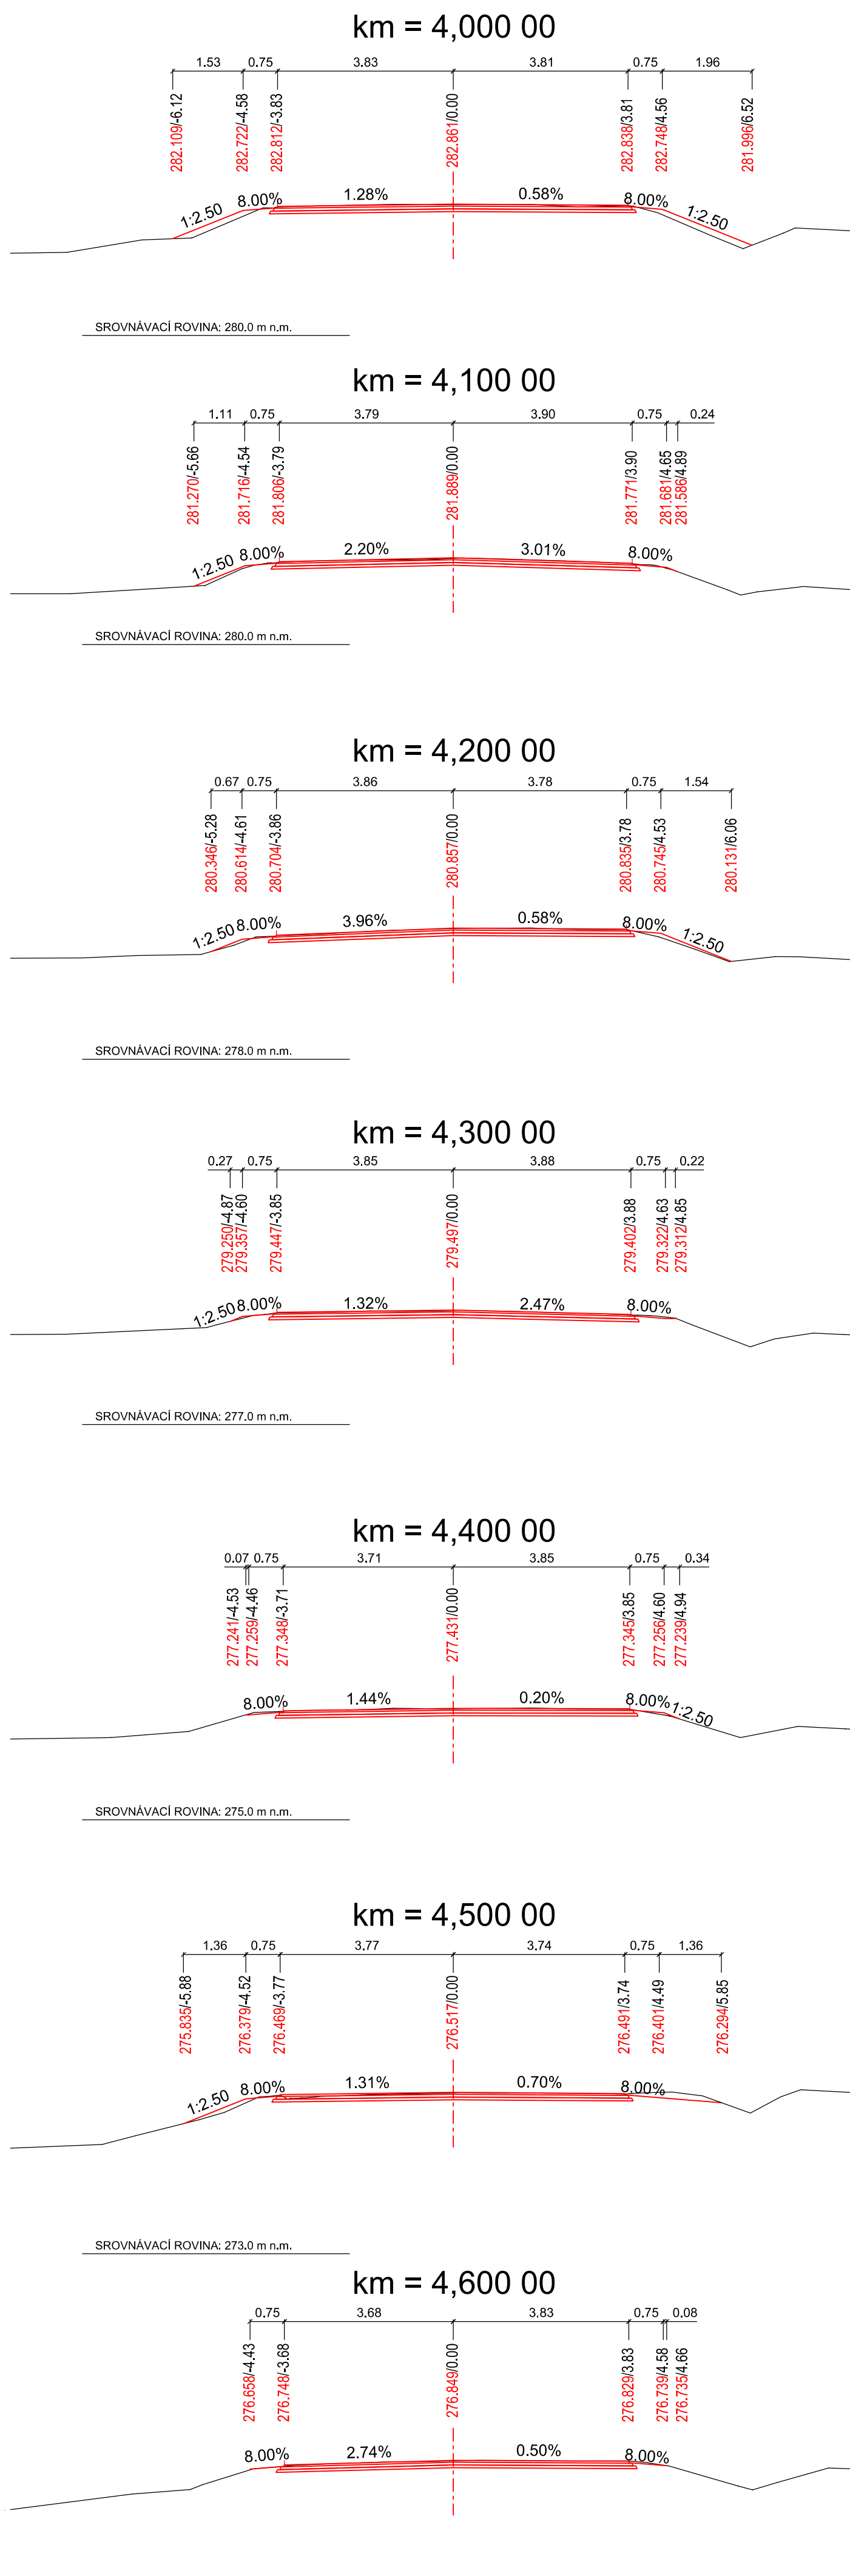 km = 4,000 00
1.53 0.75 3.83 3.81 0.75 1.96
282.109/-6.12 282.722/-4.58 282.812/-3.83 282.861/0.00 282.838/3.81 282.748/4.56 281.996/6.52
1:2.50 8.00% 1.28% 0.58% 8.00% 1:2.50
SROVNÁVACÍ ROVINA: 280.0 m n.m.
km = 4,100 00
1.11 0.75 3.79 3.90 0.75 0.24
281.270/-5.66 281.716/-4.54 281.806/-3.79 281.889/0.00 281.771/3.90 281.681/4.65 281.586/4.89
1:2.50 8.00% 2.20% 3.01% 8.00%
SROVNÁVACÍ ROVINA: 280.0 m n.m.
km = 4,200 00
0.67 0.75 3.86 3.78 0.75 1.54
280.346/-5.28 280.614/-4.61 280.704/-3.86 280.857/0.00 280.835/3.78 280.745/4.53 280.131/6.06
1:2.50 8.00% 3.96% 0.58% 8.00% 1:2.50
SROVNÁVACÍ ROVINA: 278.0 m n.m.
km = 4,300 00
0.27 0.75 3.85 3.88 0.75 0.22
279.250/-4.87 279.357/-4.60 279.447/-3.85 279.497/0.00 279.402/3.88 279.322/4.63 279.312/4.85
1:2.50 8.00% 1.32% 2.47% 8.00%
SROVNÁVACÍ ROVINA: 277.0 m n.m.
km = 4,400 00
0.07 0.75 3.71 3.85 0.75 0.34
277.241/-4.53 277.259/-4.46 277.348/-3.71 277.431/0.00 277.345/3.85 277.256/4.60 277.239/4.94
8.00% 1.44% 0.20% 8.00% 1:2.50
SROVNÁVACÍ ROVINA: 275.0 m n.m.
km = 4,500 00
1.36 0.75 3.77 3.74 0.75 1.36
275.835/-5.88 276.379/-4.52 276.469/-3.77 276.517/0.00 276.491/3.74 276.401/4.49 276.294/5.85
1:2.50 8.00% 1.31% 0.70% 8.00%
SROVNÁVACÍ ROVINA: 273.0 m n.m.
km = 4,600 00
0.75 3.68 3.83 0.75 0.08
276.658/-4.43 276.748/-3.68 276.849/0.00 276.829/3.83 276.739/4.58 276.735/4.66
8.00% 2.74% 0.50% 8.00%